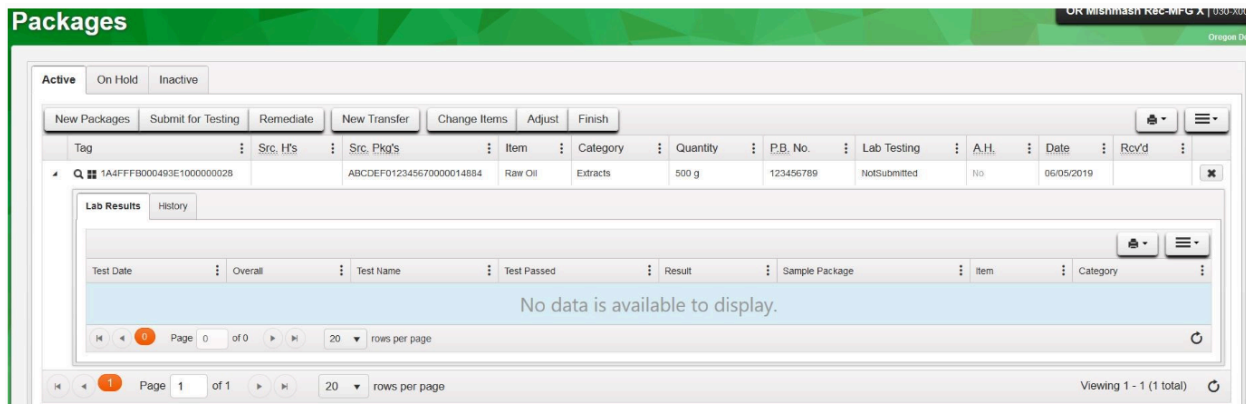 Packages
OR Mishmash Rec-MFG X | 030-X00
Oregon De
Active On Hold Inactive
New Packages Submit for Testing Remediate New Transfer Change Items Adjust Finish
Tag Src. H's Src. Pkg's Item Category Quantity P.B. No. Lab Testing A.H. Date Rcv'd
1A4FFFB000493E1000000028 ABCDEF012345670000014884 Raw Oil Extracts 500 g 123456789 NotSubmitted No 06/05/2019
Lab Results History
Test Date Overall Test Name Test Passed Result Sample Package Item Category
No data is available to display.
0 Page 0 of 0 20 rows per page
1 Page 1 of 1 20 rows per page Viewing 1 - 1 (1 total)